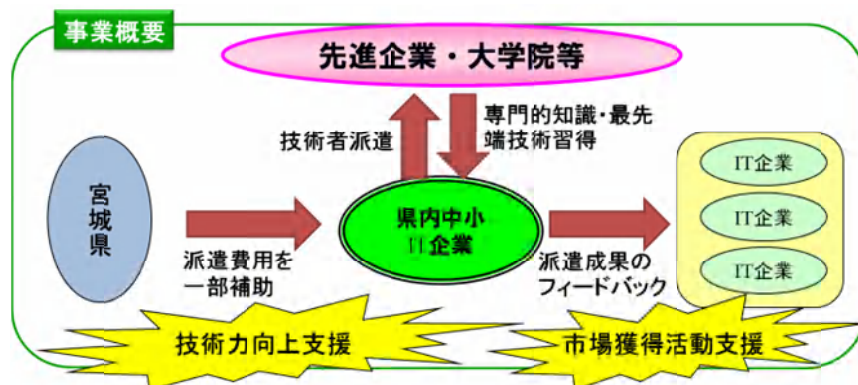 事業概要
先進企業・大学院等
技術者派遣
専門的知識・最先
端技術習得
宮城県
派遣費用を
一部補助
県内中小
IT企業
派遣成果の
フィードバック
IT企業
IT企業
IT企業
技術力向上支援
市場獲得活動支援